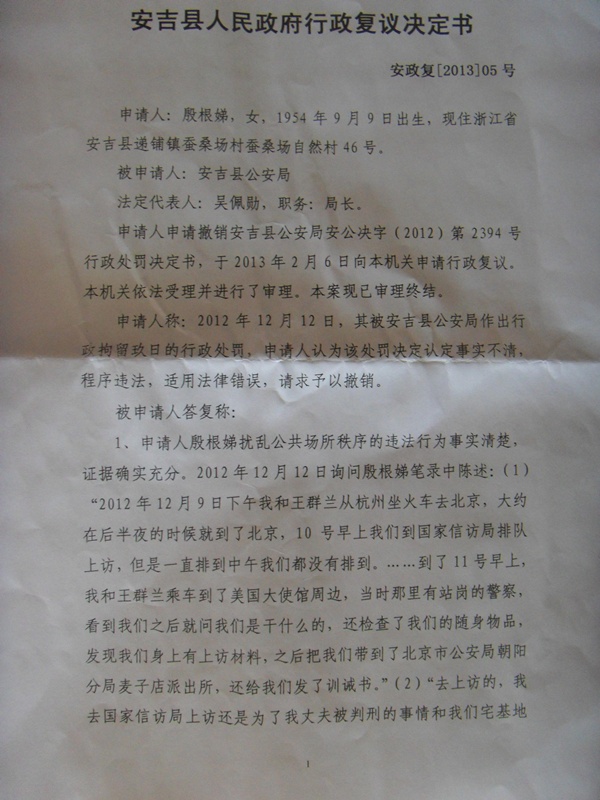 安吉县人民政府行政复议决定书
安政复[2013]05号
申请人：殷根娣，女，1954年9月9日出生，现住浙江省
安吉县递铺镇蚕桑场村蚕桑场自然村46号。
被申请人：安吉县公安局
法定代表人：吴佩勋，职务：局长。
申请人申请撤销安吉县公安局安公决字（2012）第2394号
行政处罚决定书，于2013年2月6日向本机关申请行政复议。
本机关依法受理并进行了审理。本案现已审理终结。
申请人称：2012年12月12日，其被安吉县公安局作出行
政拘留玖日的行政处罚，申请人认为该处罚决定认定事实不清，
程序违法，适用法律错误，请求予以撤销。
被申请人答复称：
1、申请人殷根娣扰乱公共场所秩序的违法行为事实清楚，
证据确实充分。2012年12月12日询问殷根娣笔录中陈述：（1）
“2012年12月9日下午我和王群兰从杭州坐火车去北京，大约
在后半夜的时候就到了北京，10号早上我们到国家信访局排队
上访，但是一直排到中午我们都没有排到。……到了11号早上，
我和王群兰乘车到了美国大使馆周边，当时那里有站岗的警察，
看到我们之后就问我们是干什么的，还检查了我们的随身物品，
发现我们身上有上访材料，之后把我们带到了北京市公安局朝阳
分局麦子店派出所，还给我们发了训诫书。”（2）“去上访的，我
去国家信访局上访还是为了我丈夫被判刑的事情和我们宅基地
1